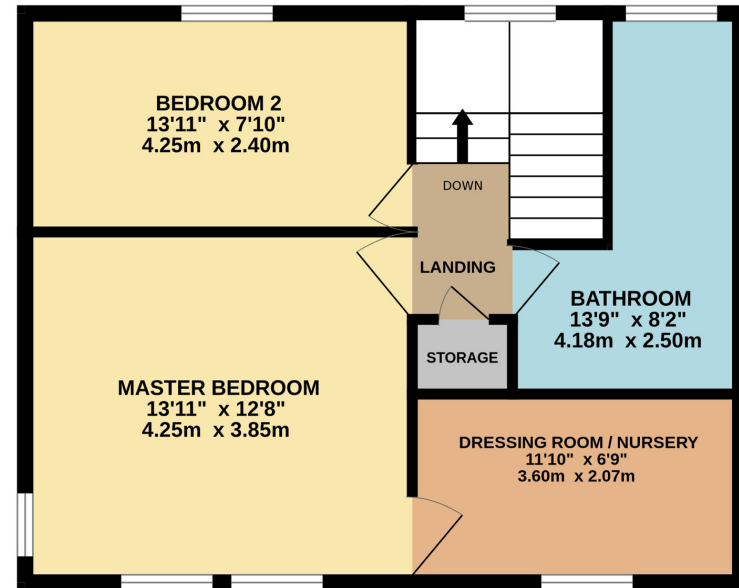 BEDROOM 2
13'11" x 7'10"
4.25m x 2.40m
DOWN
LANDING
BATHROOM
13'9" x 8'2"
4.18m x 2.50m
STORAGE
MASTER BEDROOM
13'11" x 12'8"
4.25m x 3.85m
DRESSING ROOM / NURSERY
11'10" x 6'9"
3.60m x 2.07m